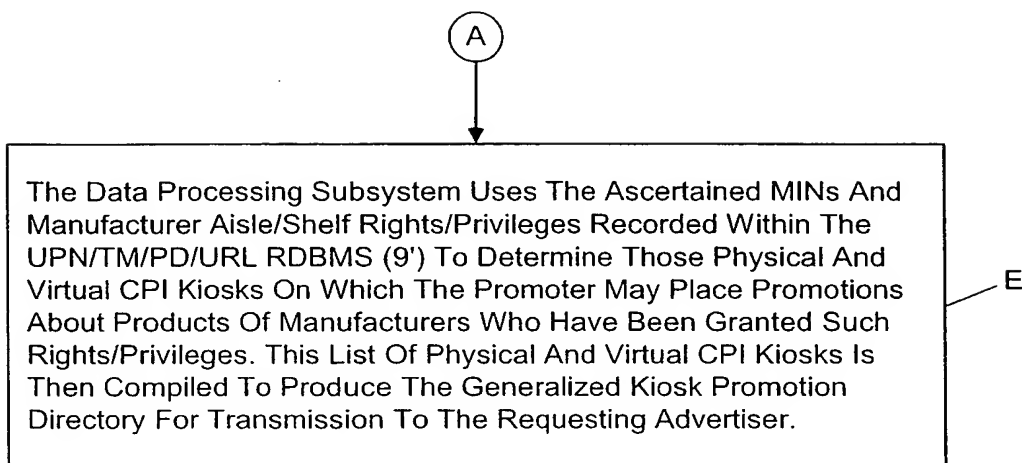 A
The Data Processing Subsystem Uses The Ascertained MINs And
Manufacturer Aisle/Shelf Rights/Privileges Recorded Within The
UPN/TM/PD/URL RDBMS (9') To Determine Those Physical And
Virtual CPI Kiosks On Which The Promoter May Place Promotions
About Products Of Manufacturers Who Have Been Granted Such
Rights/Privileges. This List Of Physical And Virtual CPI Kiosks Is
Then Compiled To Produce The Generalized Kiosk Promotion
Directory For Transmission To The Requesting Advertiser.
E